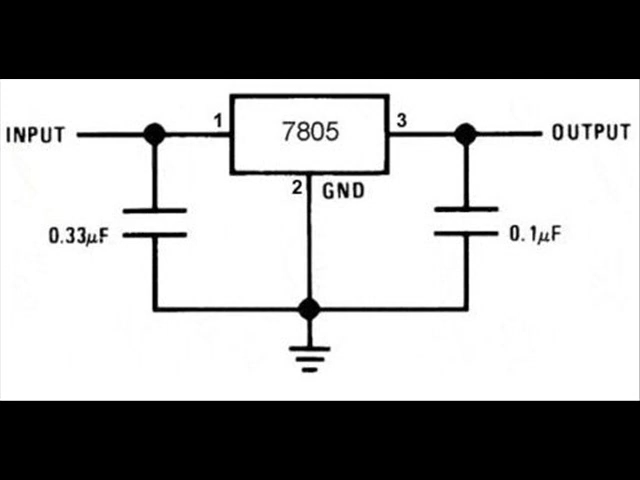 INPUT
1
7805
3
OUTPUT
2
GND
0.33μF
0.1μF